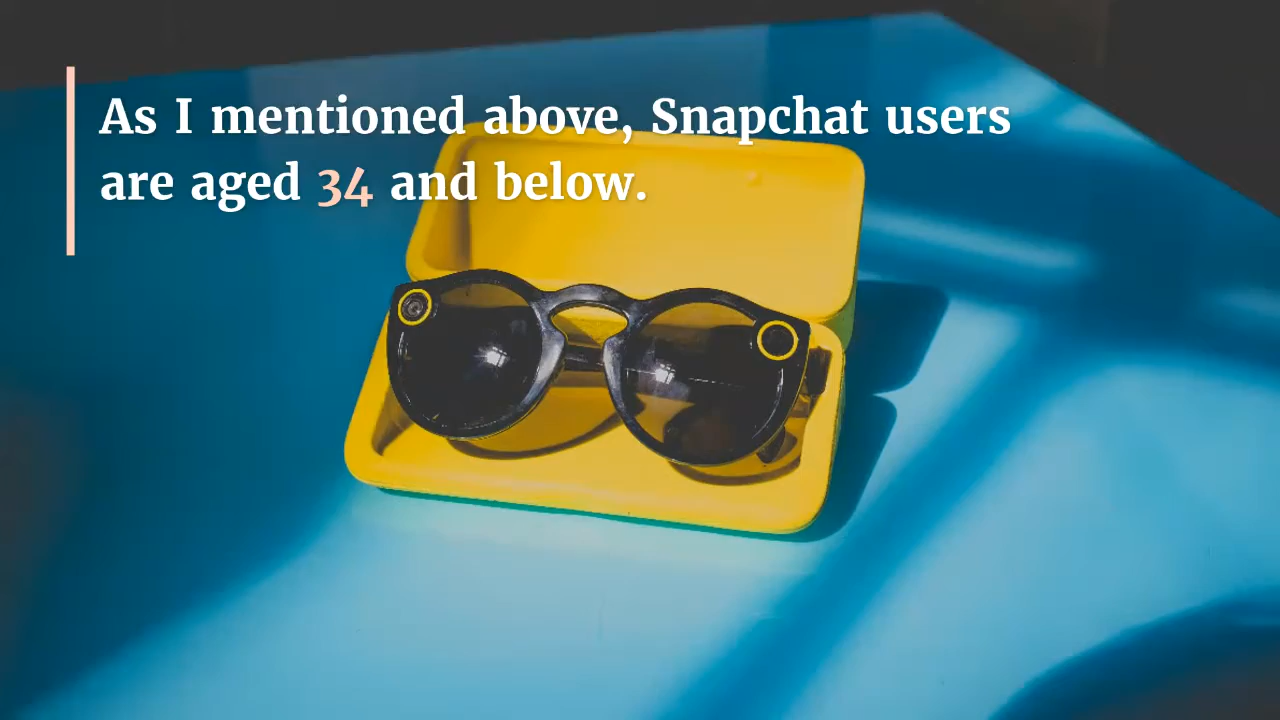 As I mentioned above, Snapchat users
are aged 34 and below.